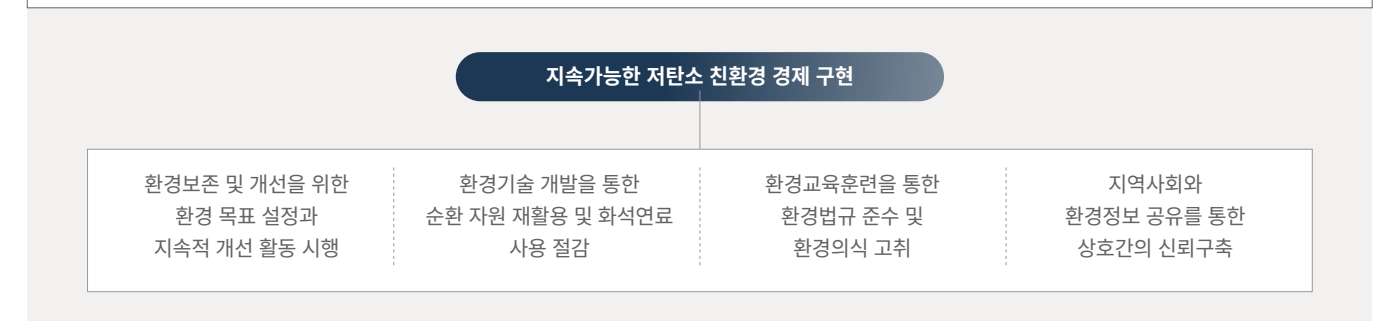 지속가능한 저탄소 친환경 경제 구현
환경보존 및 개선을 위한
환경 목표 설정과
지속적 개선 활동 시행
환경기술 개발을 통한
순환 자원 재활용 및 화석연료
사용 절감
환경교육훈련을 통한
환경법규 준수 및
환경의식 고취
지역사회와
환경정보 공유를 통한
상호간의 신뢰구축